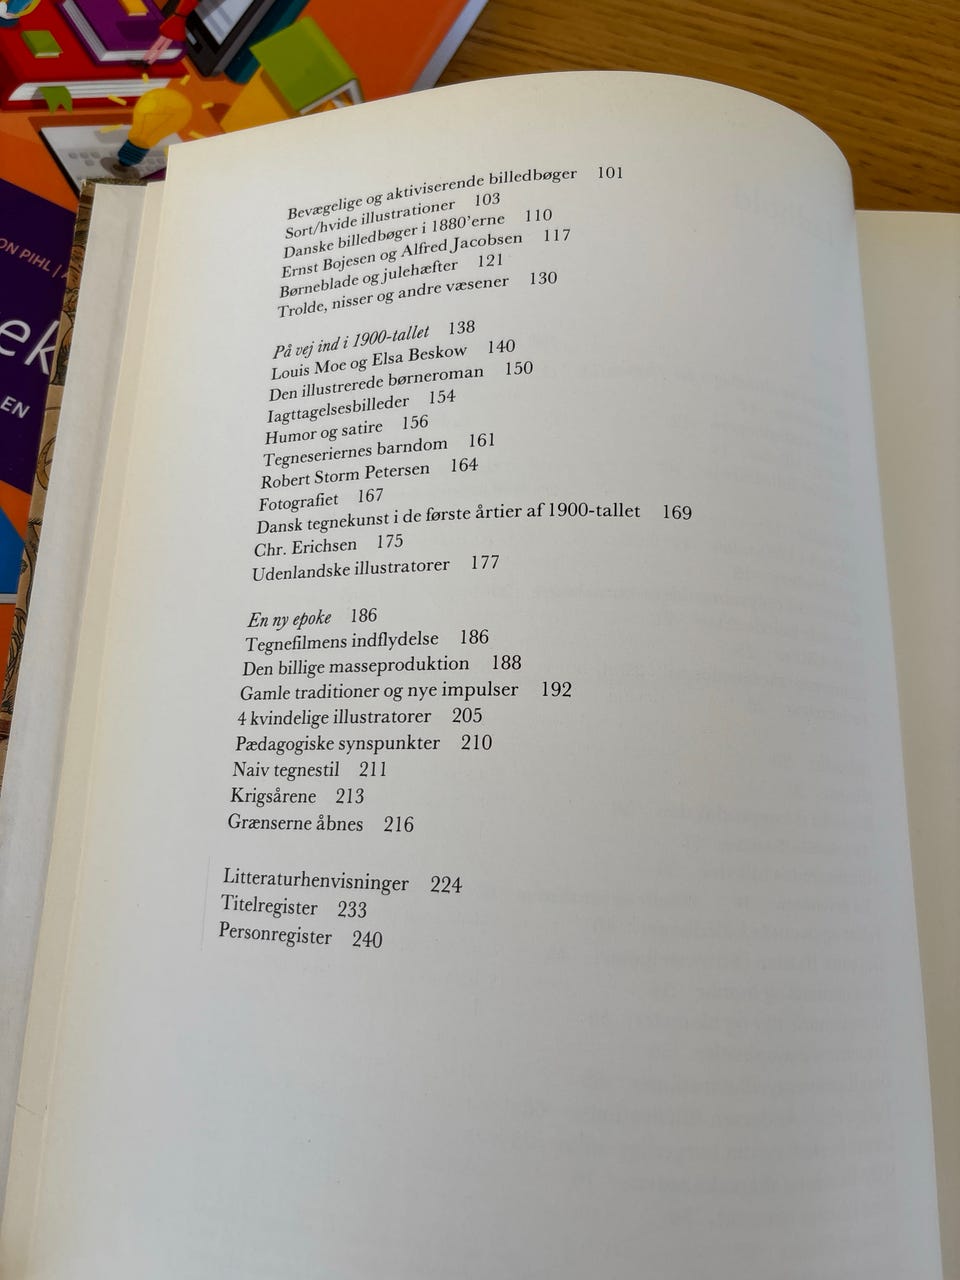 ON PIHL |
ek
EN
Bevægelige og aktiviserende billedbøger 101
Sort/hvide illustrationer 103
Danske billedbøger i 1880'erne 110
Ernst Bojesen og Alfred Jacobsen 117
Børneblade og julehæfter 121
Trolde, nisser og andre væsener 130
På vej ind i 1900-tallet 138
Louis Moe og Elsa Beskow 140
Den illustrerede børneroman 150
Iagttagelsesbilleder 154
Humor og satire 156
Tegneseriernes barndom 161
Robert Storm Petersen 164
Fotografiet 167
Dansk tegnekunst i de første årtier af 1900-tallet 169
Chr. Erichsen 175
Udenlandske illustratorer 177
En ny epoke 186
Tegnefilmens indflydelse 186
Den billige masseproduktion 188
Gamle traditioner og nye impulser 192
4 kvindelige illustratorer 205
Pædagogiske synspunkter 210
Naiv tegnestil 211
Krigsårene 213
Grænserne åbnes 216
Litteraturhenvisninger 224
Titelregister 233
Personregister 240